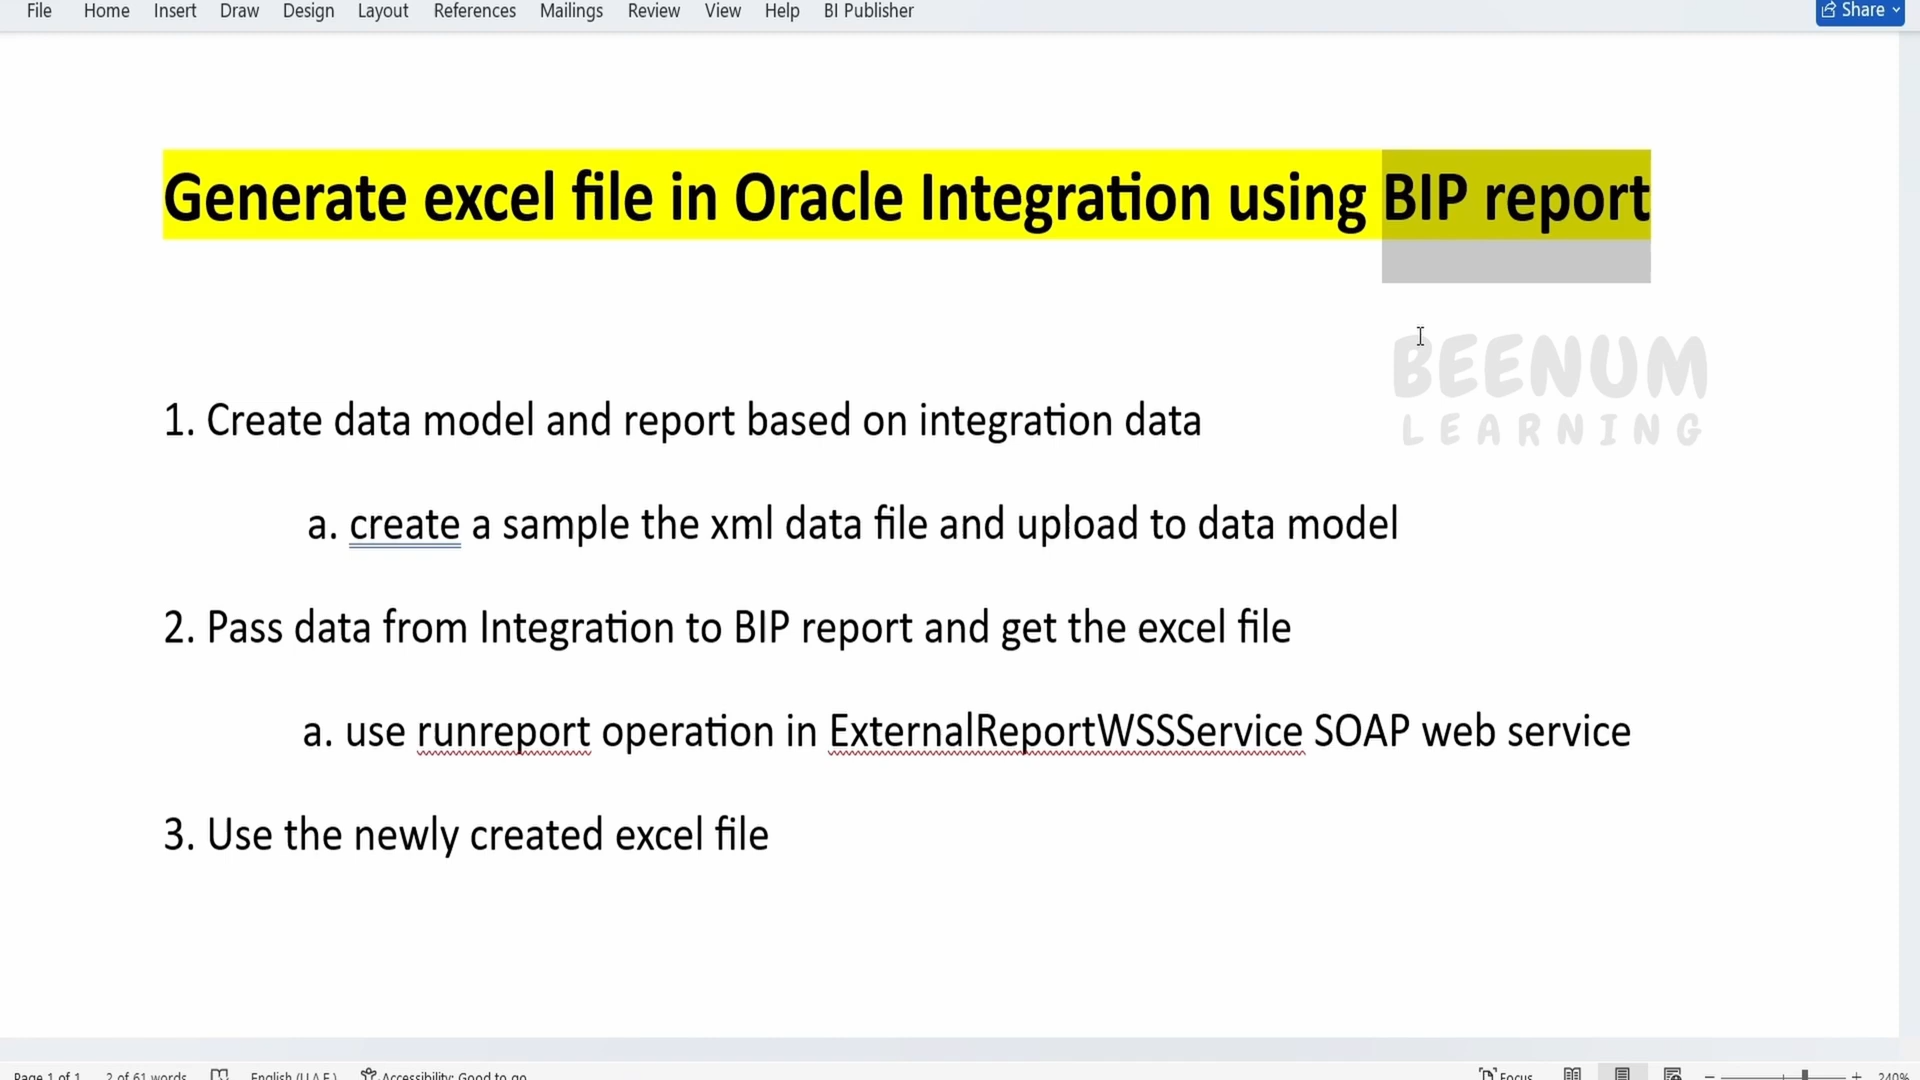 File Home Insert Draw Design Layout References Mailings Review View Help BI Publisher Share
Generate excel file in Oracle Integration using BIP report
BEENUM
LEARNING
1. Create data model and report based on integration data
a. create a sample the xml data file and upload to data model
2. Pass data from Integration to BIP report and get the excel file
a. use runreport operation in ExternalReportWSSService SOAP web service
3. Use the newly created excel file
Page 1 of 1 2 of 61 words English (U.A.E.) Accessibility: Good to go Focus 240%